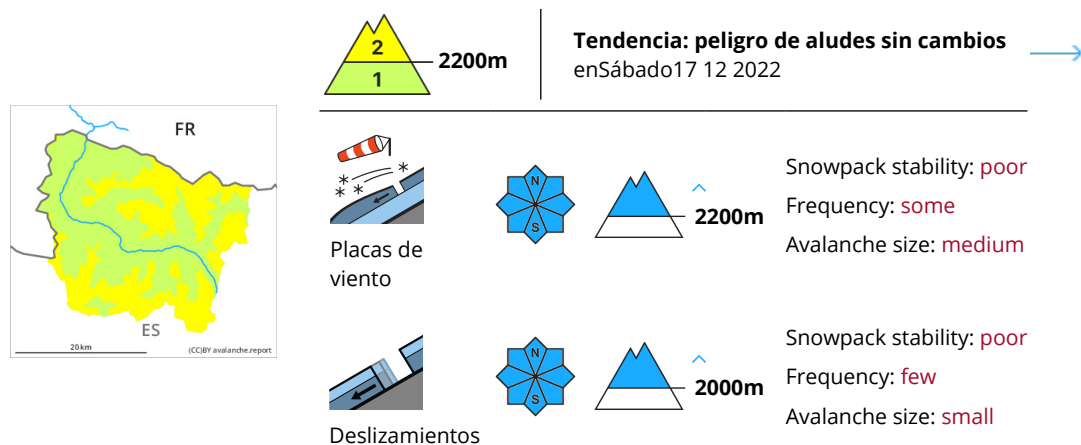 2
2200m
1
Tendencia: peligro de aludes sin cambios
enSábado17 12 2022
FR
ES
20 km
(CC)BY avalanche.report
N
S
2200m
Placas de
viento
Snowpack stability: poor
Frequency: some
Avalanche size: medium
N
S
2000m
Deslizamientos
Snowpack stability: poor
Frequency: few
Avalanche size: small